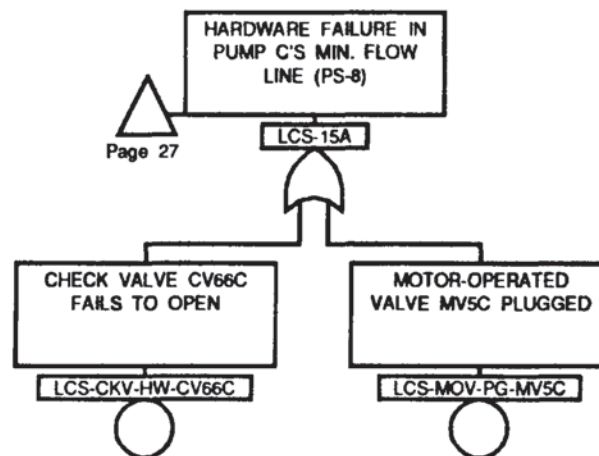 HARDWARE FAILURE IN
PUMP C'S MIN. FLOW
LINE (PS-8)
Page 27
LCS-15A
CHECK VALVE CV66C
FAILS TO OPEN
MOTOR-OPERATED
VALVE MV5C PLUGGED
LCS-CKV-HW-CV66C
LCS-MOV-PG-MV5C